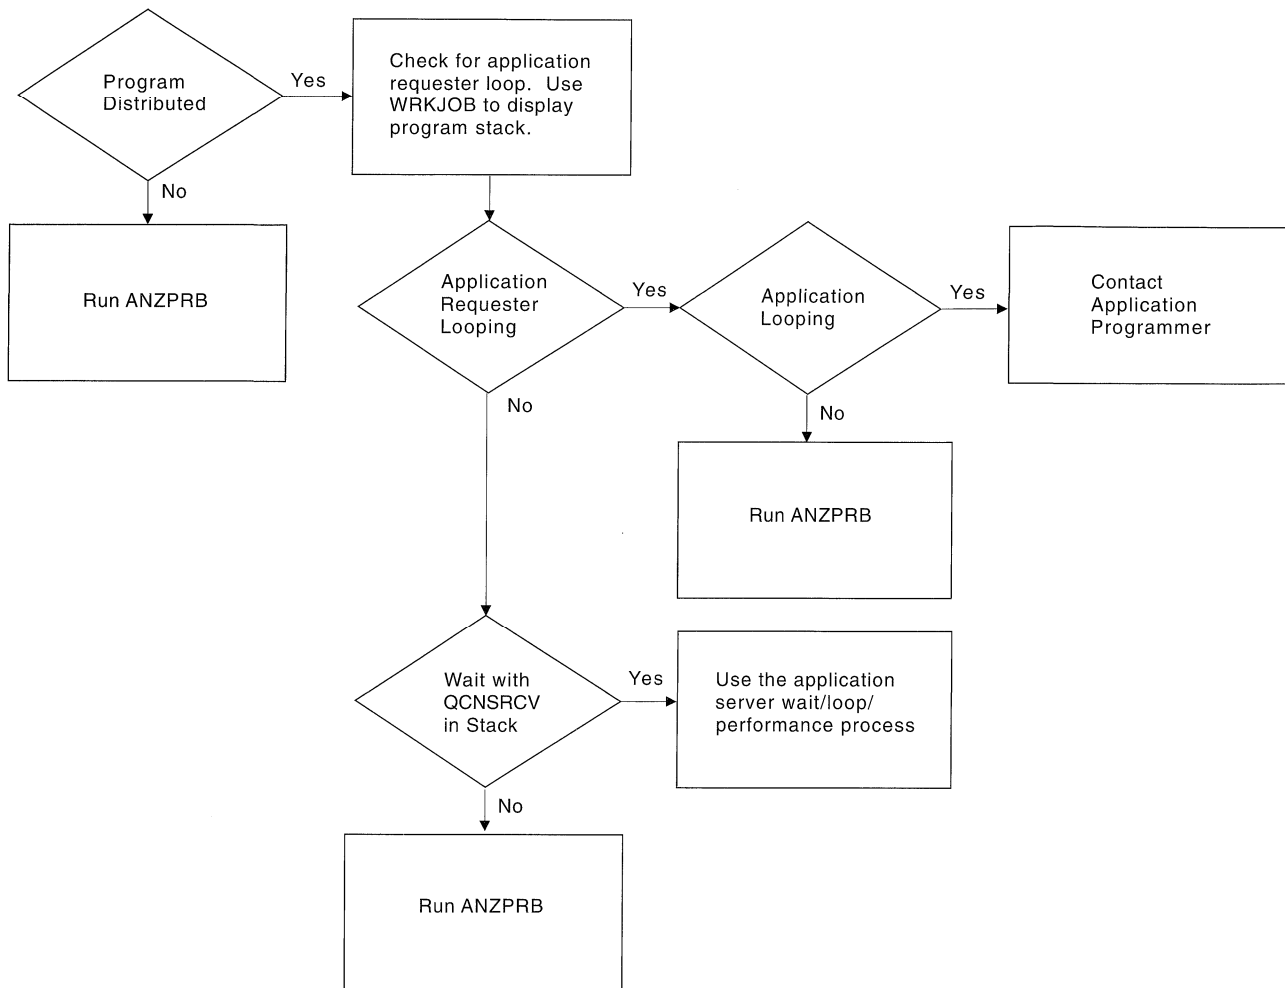 Program
Distributed
Yes
Check for application
requester loop. Use
WRKJOB to display
program stack.
No
Run ANZPRB
Application
Requester
Looping
Yes
Application
Looping
Yes
Contact
Application
Programmer
No
No
Run ANZPRB
Wait with
QCNSRCV
in Stack
Yes
Use the application
server wait/loop/
performance process
No
Run ANZPRB